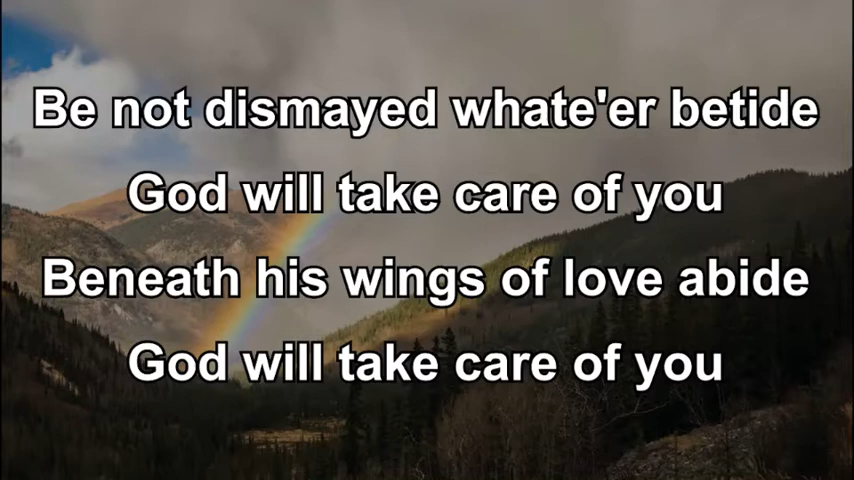 Be not dismayed whate'er betide
God will take care of you
Beneath his wings of love abide
God will take care of you